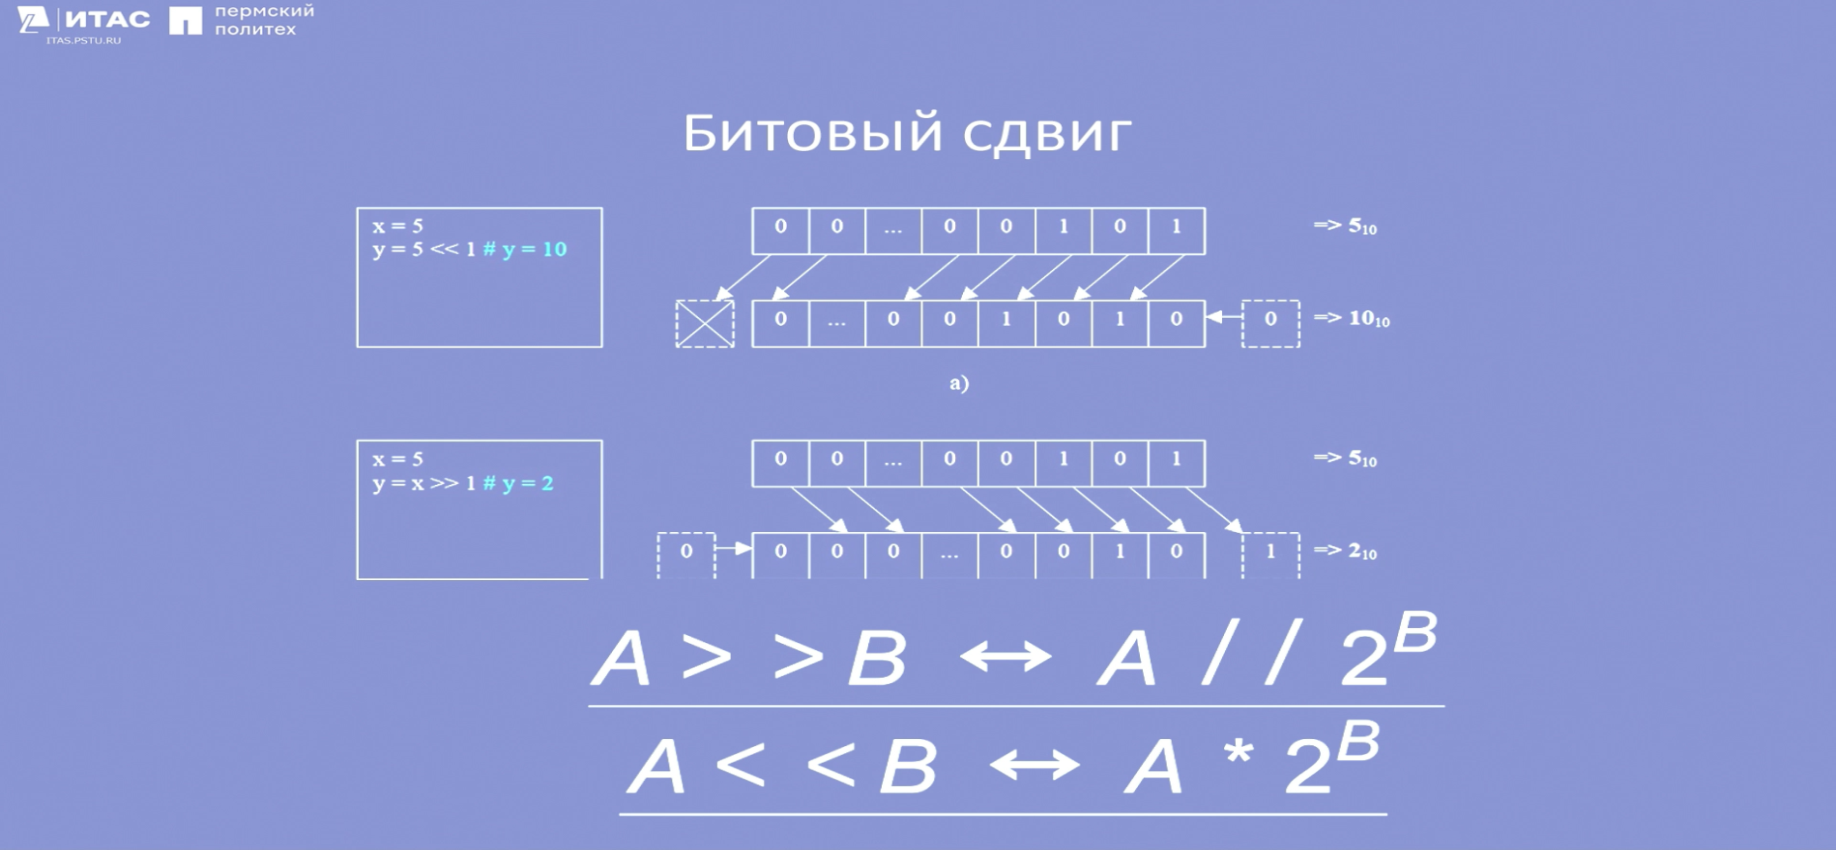 ИТАС
ITAS.PSTU.RU
пермский
политех
Битовый сдвиг
x = 5
y = 5 << 1 # y = 10
0 0 ... 0 0 1 0 1 => 5₁₀
0 ... 0 0 1 0 1 0 0 => 10₁₀
а)
x = 5
y = x >> 1 # y = 2
0 0 ... 0 0 1 0 1 => 5₁₀
0 0 0 0 ... 0 0 1 0 1 => 2₁₀
A > > B ↔ A / / 2ᴮ
A < < B ↔ A * 2ᴮ